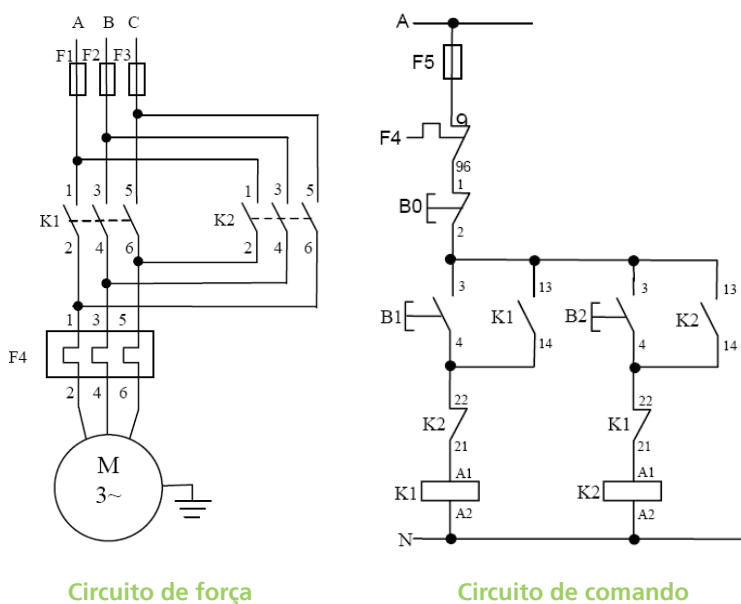 A B C
F1 F2 F3
1 3 5
K1
2 4 6
1 3 5
K2
2 4 6
1 3 5
F4
2 4 6
M
3~
Circuito de força
A
F5
9
F4
96
1
B0
2
3
B1
4
13
K1
14
3
B2
4
13
K2
14
22
K2
21
22
K1
21
A1
K1
A2
A1
K2
A2
N
Circuito de comando